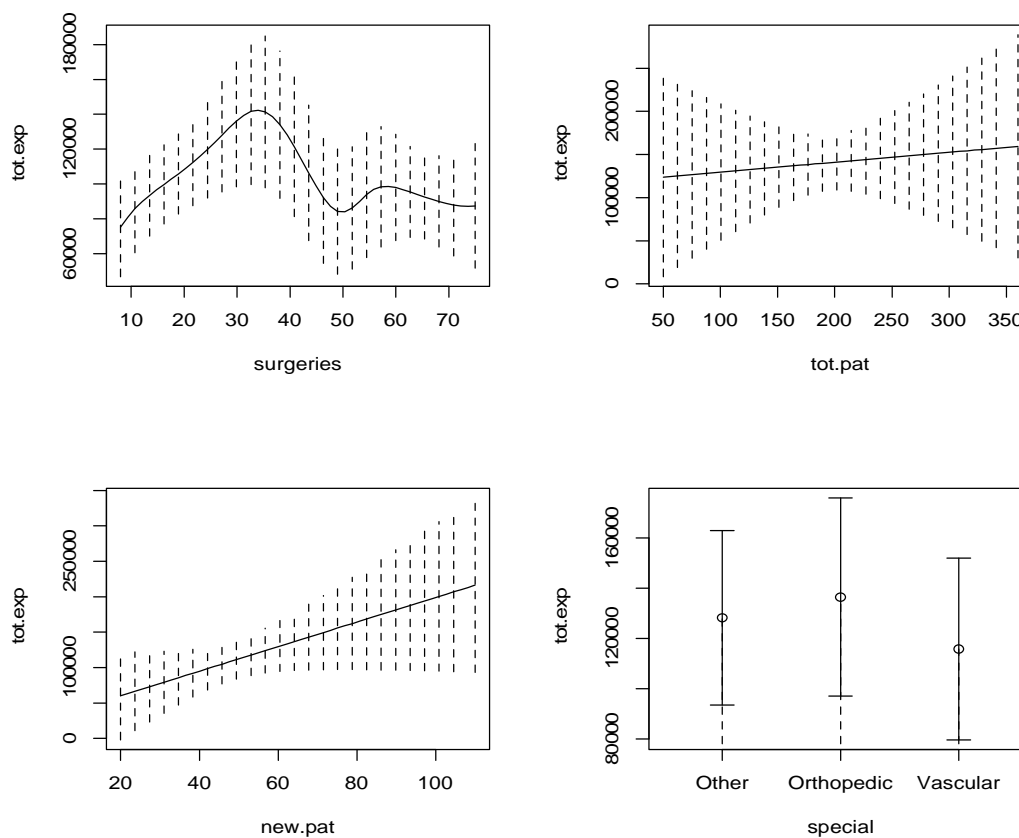 tot.exp
60000
120000
180000
10 20 30 40 50 60 70
surgeries
tot.exp
0
100000
200000
50 100 150 200 250 300 350
tot.pat
tot.exp
0
100000
250000
20 40 60 80 100
new.pat
tot.exp
80000
120000
160000
Other Orthopedic Vascular
special